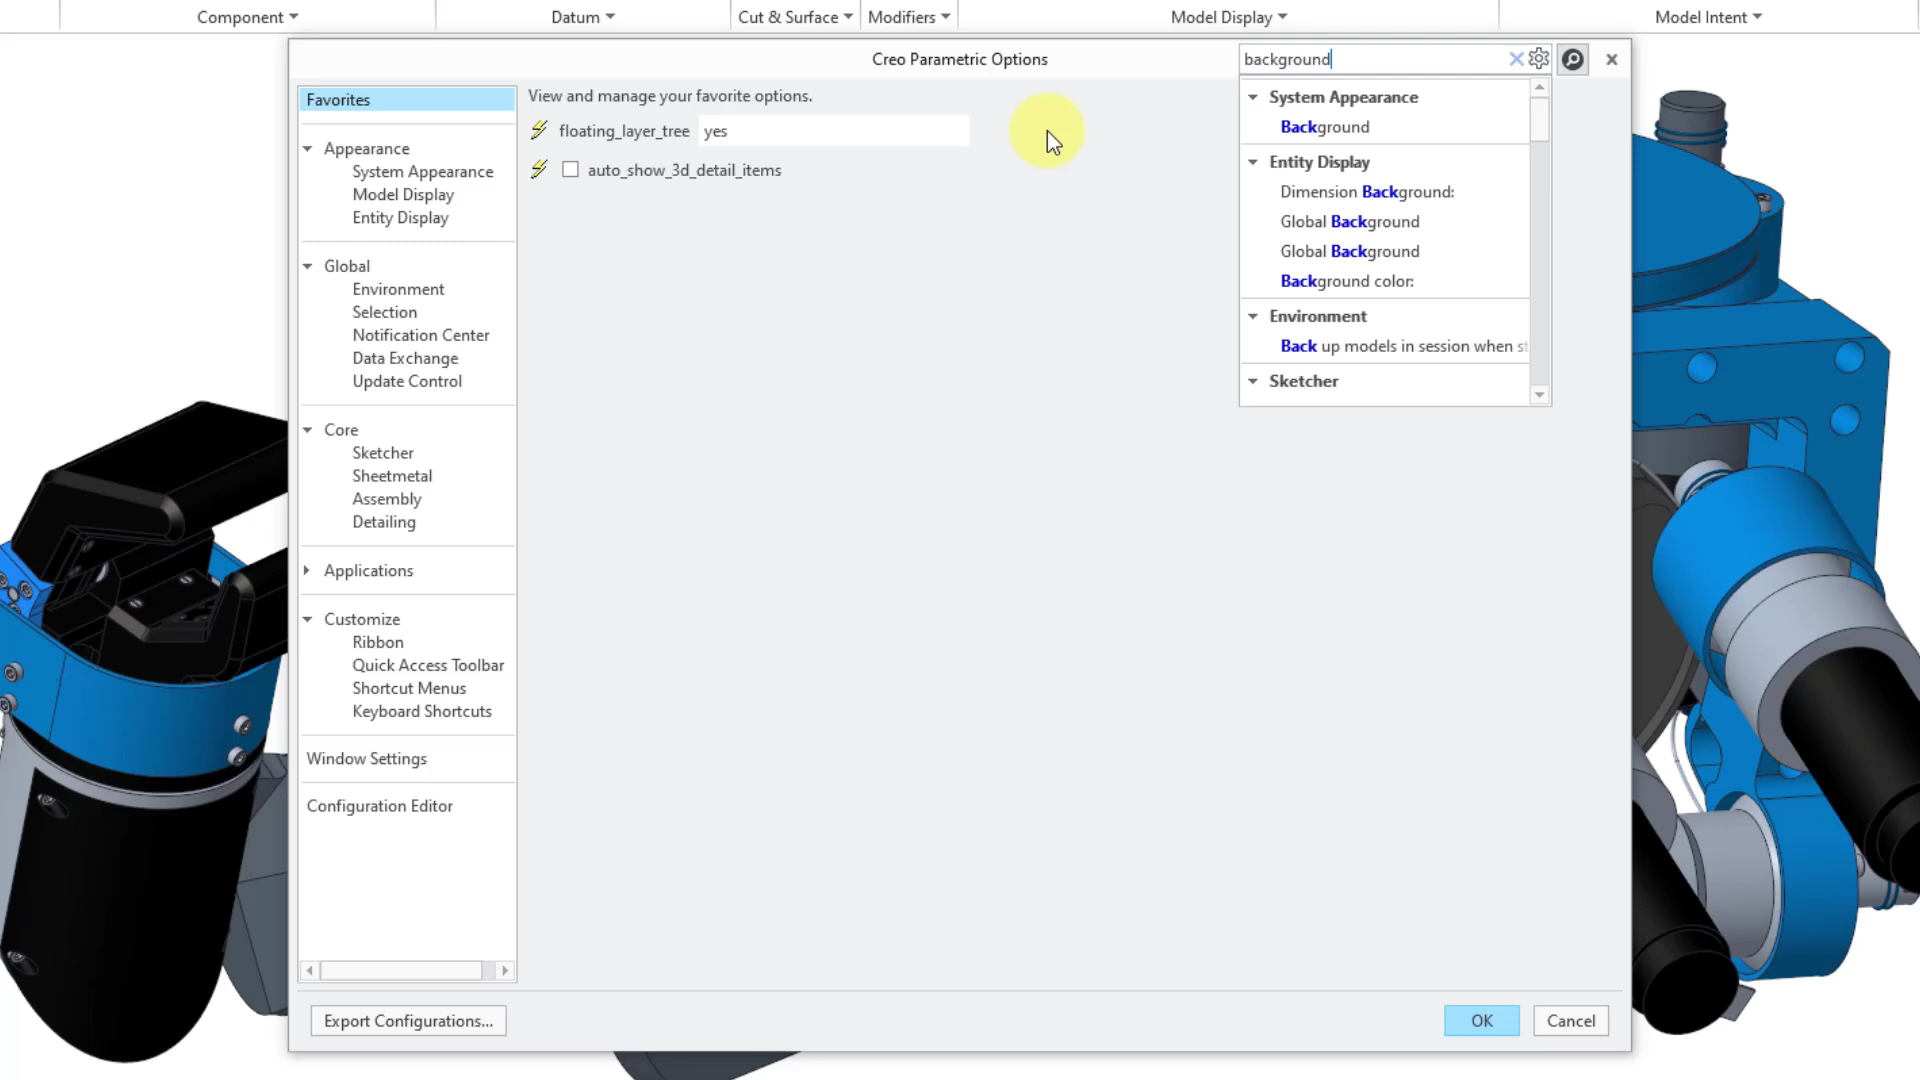 Component
Datum
Cut & Surface
Modifiers
Model Display
Model Intent
Creo Parametric Options
background
Favorites
Appearance
System Appearance
Model Display
Entity Display
Global
Environment
Selection
Notification Center
Data Exchange
Update Control
Core
Sketcher
Sheetmetal
Assembly
Detailing
Applications
Customize
Ribbon
Quick Access Toolbar
Shortcut Menus
Keyboard Shortcuts
Window Settings
Configuration Editor
View and manage your favorite options.
floating_layer_tree yes
auto_show_3d_detail_items
System Appearance
Background
Entity Display
Dimension Background:
Global Background
Global Background
Background color:
Environment
Back up models in session when st
Sketcher
Export Configurations...
OK
Cancel